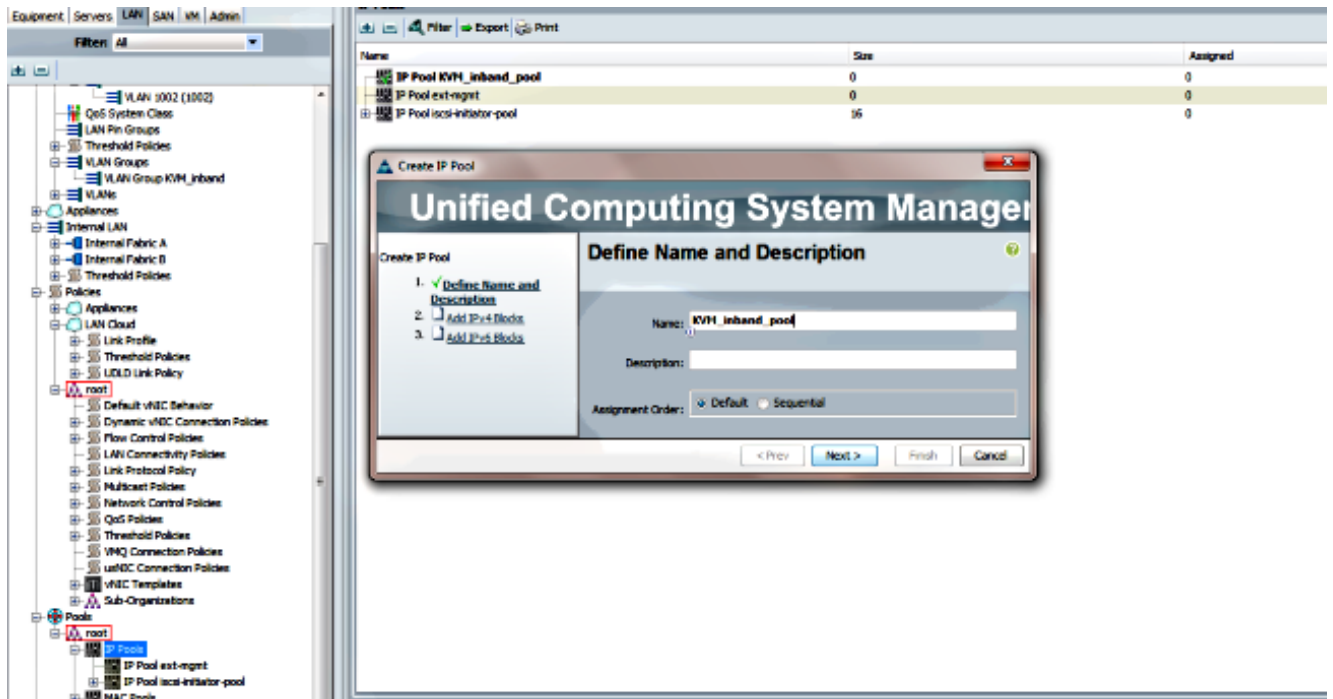 Equipment Servers LAN SAN VM Admin
Filter: All
VLAN 1002 (1002)
QoS System Class
LAN Pin Groups
Threshold Policies
VLAN Groups
VLAN Group KVM_inband
VLANs
Appliances
Internal LAN
Internal Fabric A
Internal Fabric B
Threshold Policies
Policies
Appliances
LAN Cloud
Link Profile
Threshold Policies
UDLD Link Policy
root
Default vNIC Behavior
Dynamic vNIC Connection Policies
Flow Control Policies
LAN Connectivity Policies
Link Protocol Policy
Multicast Policies
Network Control Policies
QoS Policies
Threshold Policies
VMQ Connection Policies
usNIC Connection Policies
vNIC Templates
Sub-Organizations
Pools
root
IP Pools
IP Pool ext-mgmt
IP Pool iscsi-initiator-pool
MAC Pools
Filter Export Print
Name Size Assigned
IP Pool KVM_inband_pool 0 0
IP Pool ext-mgmt 0 0
IP Pool iscsi-initiator-pool 16 0
Create IP Pool
Unified Computing System Manager
Create IP Pool
1. Define Name and
Description
2. Add IPv4 Blocks
3. Add IPv6 Blocks
Define Name and Description
Name: KVM_inband_pool
Description:
Assignment Order: Default Sequential
< Prev Next > Finish Cancel